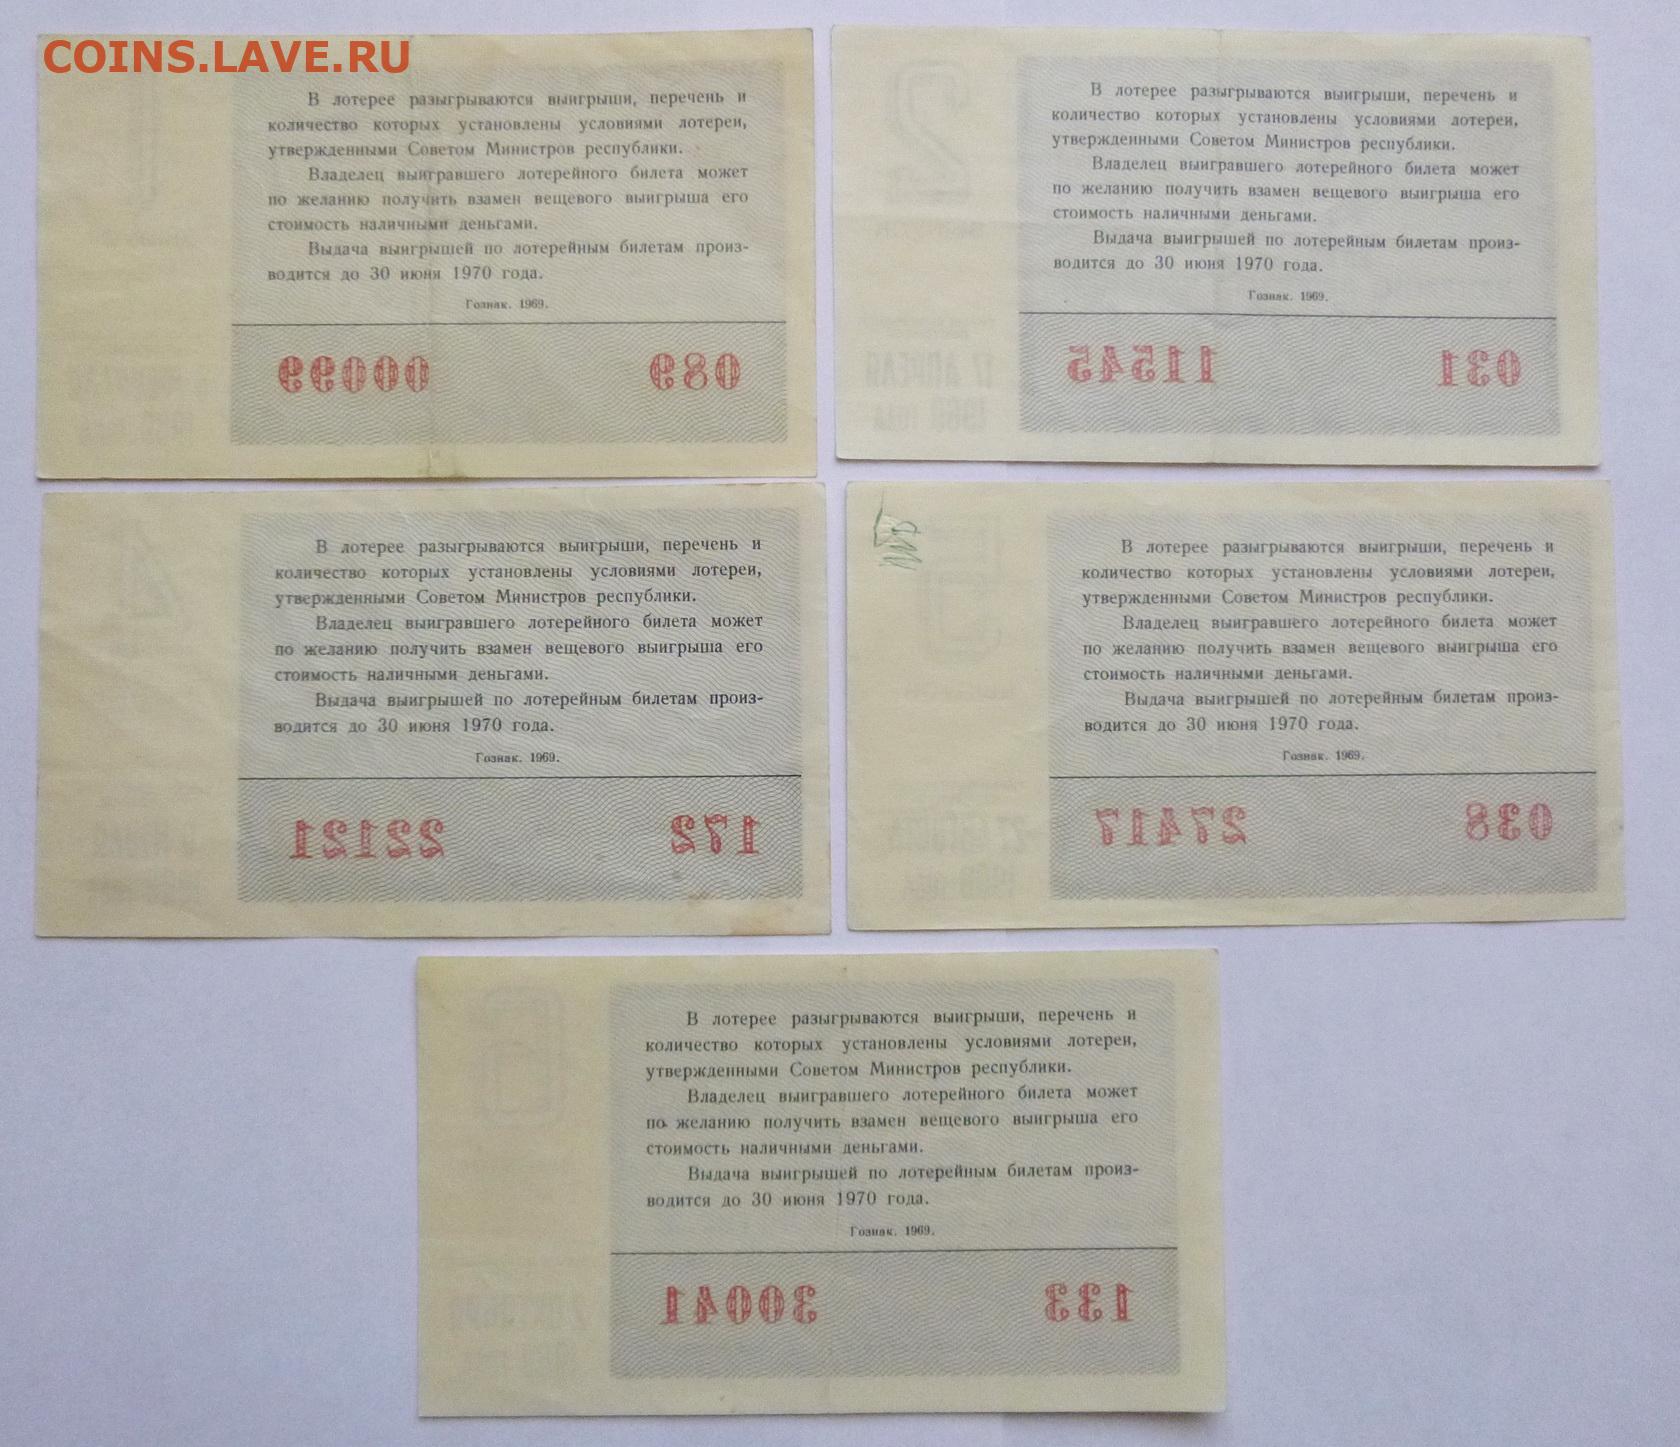 COINS.LAVE.RU
В лотерее разыгрываются выигрыши, перечень и
количество которых установлены условиями лотереи,
утвержденными Советом Министров республики.
Владелец выигравшего лотерейного билета может
по желанию получить взамен вещевого выигрыша его
стоимость наличными деньгами.
Выдача выигрышей по лотерейным билетам произ-
водится до 30 июня 1970 года.
Гознак. 1969.
00099 089
2
В лотерее разыгрываются выигрыши, перечень и
количество которых установлены условиями лотереи,
утвержденными Советом Министров республики.
Владелец выигравшего лотерейного билета может
по желанию получить взамен вещевого выигрыша его
стоимость наличными деньгами.
Выдача выигрышей по лотерейным билетам произ-
водится до 30 июня 1970 года.
Гознак. 1969.
17 АПРЕЛЯ
1969 ГОДА
11545 031
В лотерее разыгрываются выигрыши, перечень и
количество которых установлены условиями лотереи,
утвержденными Советом Министров республики.
Владелец выигравшего лотерейного билета может
по желанию получить взамен вещевого выигрыша его
стоимость наличными деньгами.
Выдача выигрышей по лотерейным билетам произ-
водится до 30 июня 1970 года.
Гознак. 1969.
22121 172
В лотерее разыгрываются выигрыши, перечень и
количество которых установлены условиями лотереи,
утвержденными Советом Министров республики.
Владелец выигравшего лотерейного билета может
по желанию получить взамен вещевого выигрыша его
стоимость наличными деньгами.
Выдача выигрышей по лотерейным билетам произ-
водится до 30 июня 1970 года.
Гознак. 1969.
27417 038
В лотерее разыгрываются выигрыши, перечень и
количество которых установлены условиями лотереи,
утвержденными Советом Министров республики.
Владелец выигравшего лотерейного билета может
по желанию получить взамен вещевого выигрыша его
стоимость наличными деньгами.
Выдача выигрышей по лотерейным билетам произ-
водится до 30 июня 1970 года.
Гознак. 1969.
30041 133